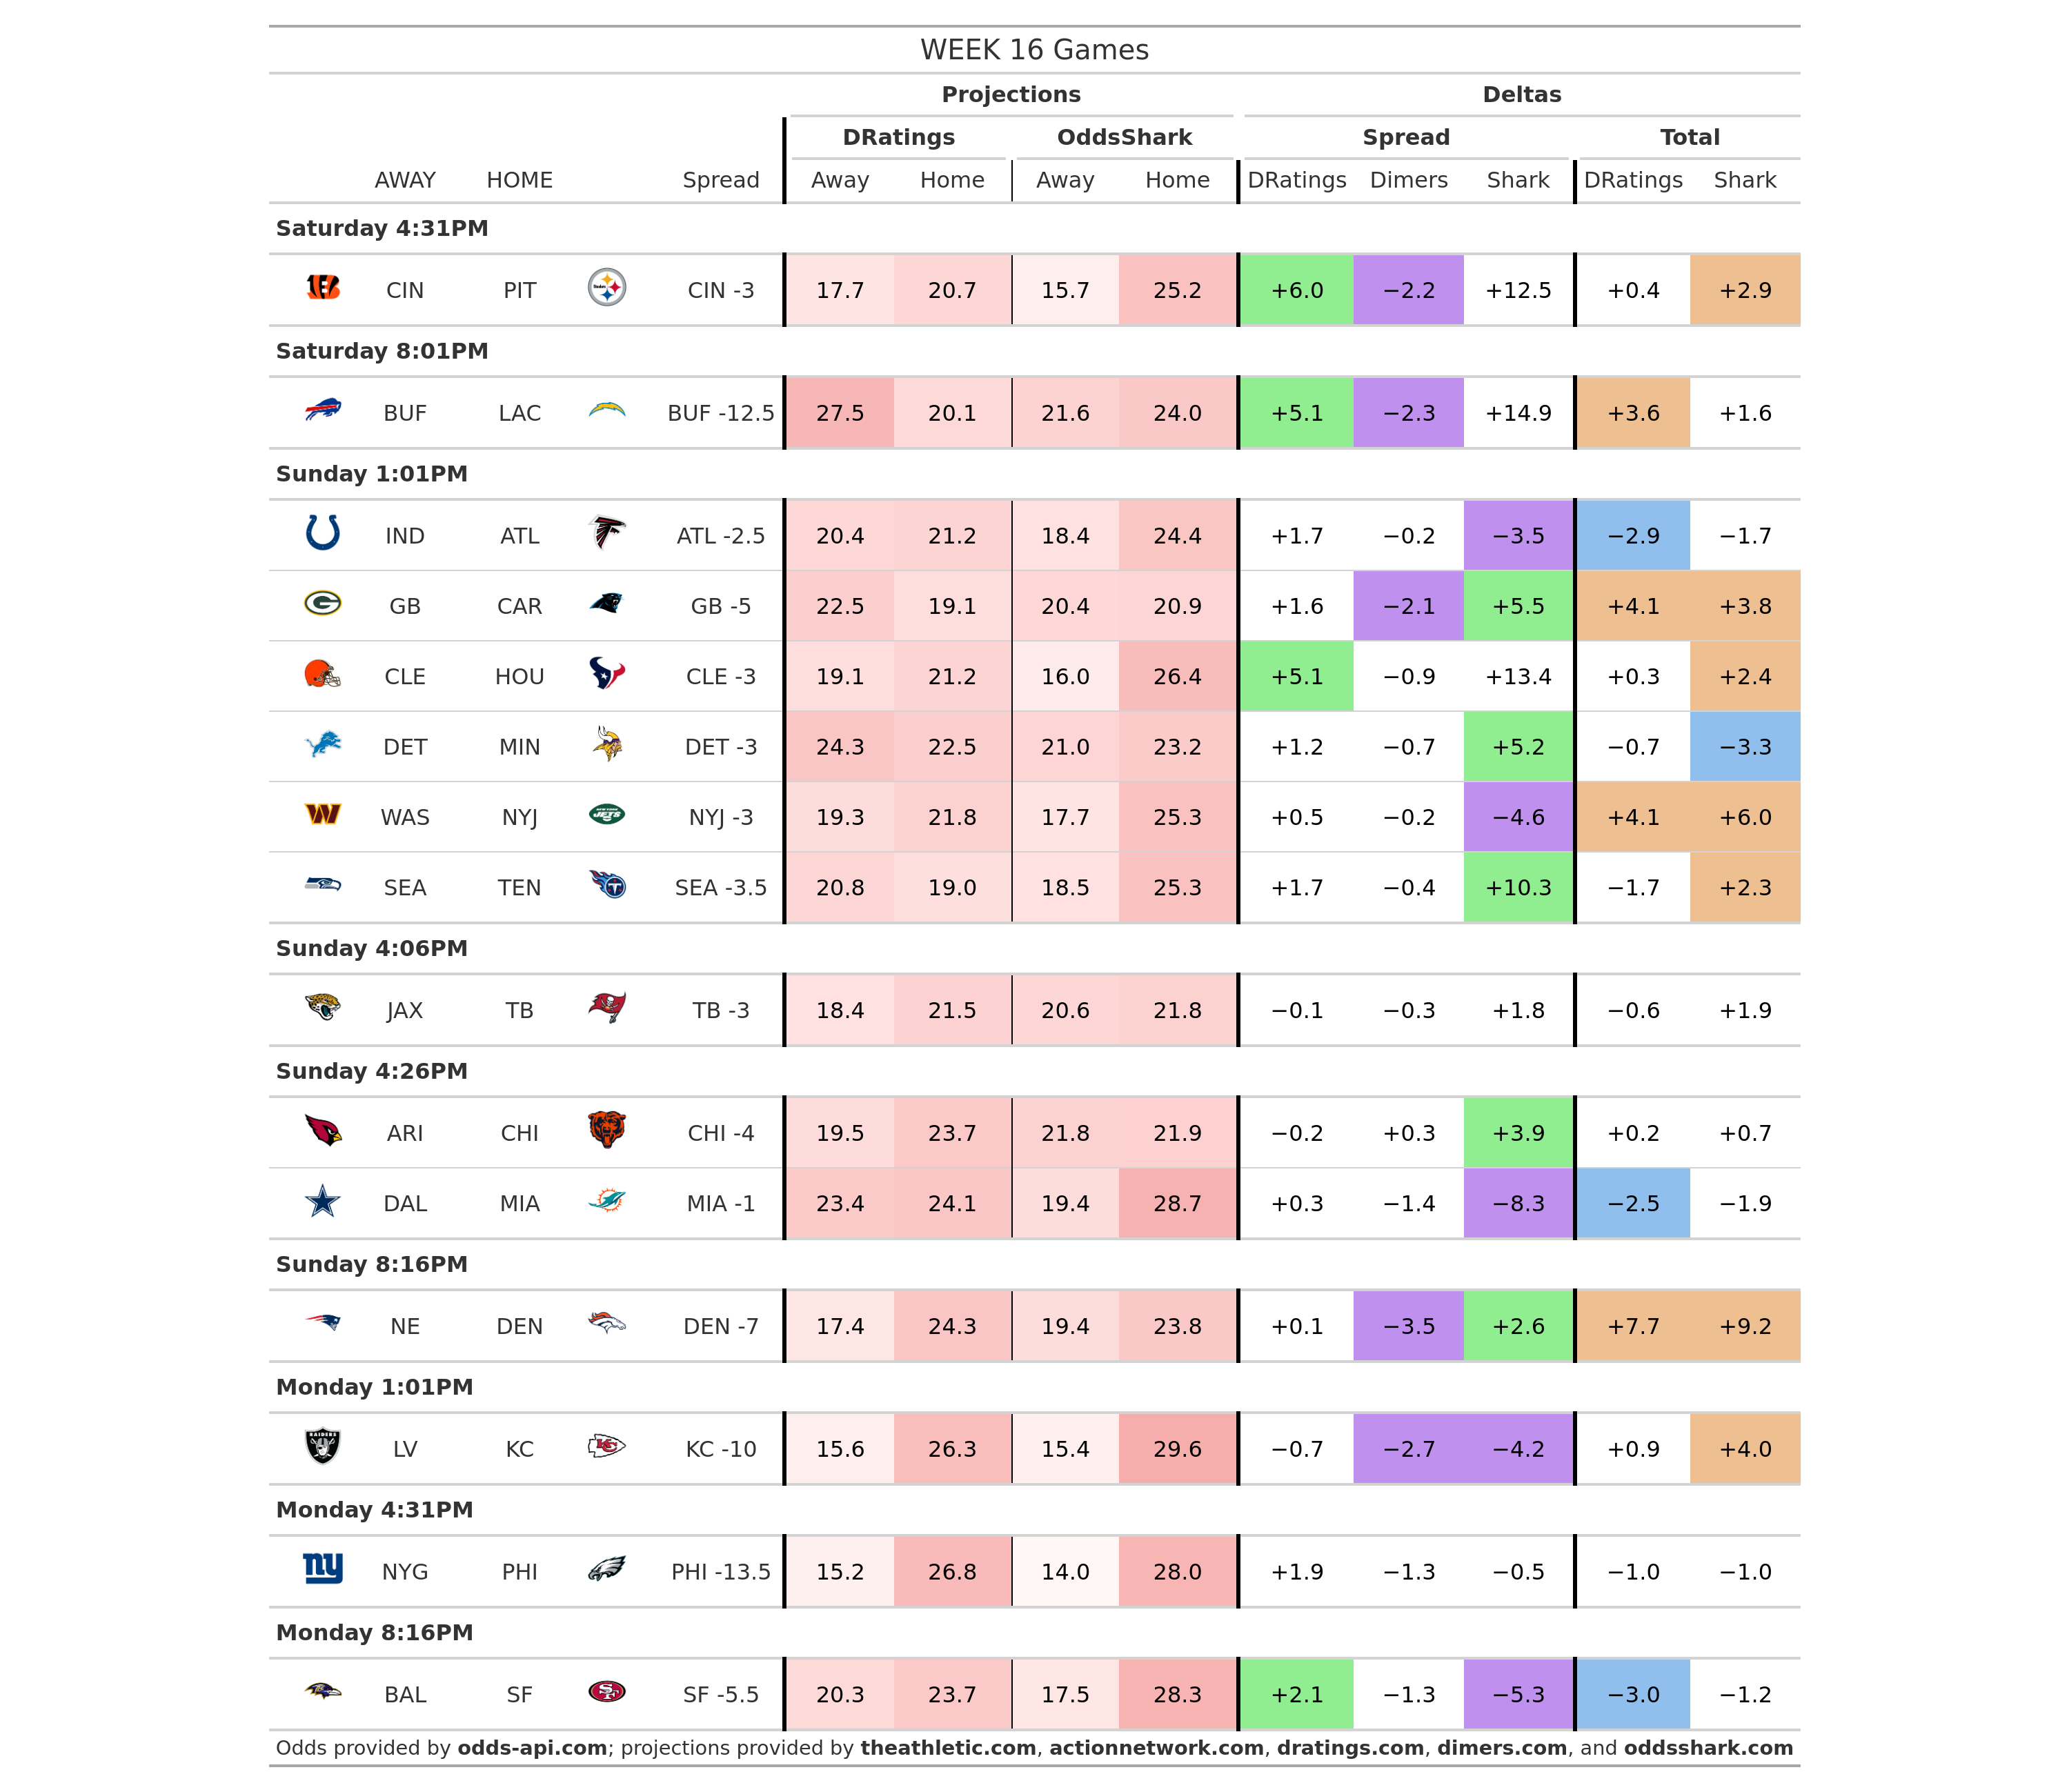 WEEK 16 Games
Projections Deltas
DRatings OddsShark Spread Total
AWAY HOME Spread Away Home Away Home DRatings Dimers Shark DRatings Shark
Saturday 4:31PM
CIN PIT CIN -3 17.7 20.7 15.7 25.2 +6.0 −2.2 +12.5 +0.4 +2.9
Saturday 8:01PM
BUF LAC BUF -12.5 27.5 20.1 21.6 24.0 +5.1 −2.3 +14.9 +3.6 +1.6
Sunday 1:01PM
IND ATL ATL -2.5 20.4 21.2 18.4 24.4 +1.7 −0.2 −3.5 −2.9 −1.7
GB CAR GB -5 22.5 19.1 20.4 20.9 +1.6 −2.1 +5.5 +4.1 +3.8
CLE HOU CLE -3 19.1 21.2 16.0 26.4 +5.1 −0.9 +13.4 +0.3 +2.4
DET MIN DET -3 24.3 22.5 21.0 23.2 +1.2 −0.7 +5.2 −0.7 −3.3
WAS NYJ NYJ -3 19.3 21.8 17.7 25.3 +0.5 −0.2 −4.6 +4.1 +6.0
SEA TEN SEA -3.5 20.8 19.0 18.5 25.3 +1.7 −0.4 +10.3 −1.7 +2.3
Sunday 4:06PM
JAX TB TB -3 18.4 21.5 20.6 21.8 −0.1 −0.3 +1.8 −0.6 +1.9
Sunday 4:26PM
ARI CHI CHI -4 19.5 23.7 21.8 21.9 −0.2 +0.3 +3.9 +0.2 +0.7
DAL MIA MIA -1 23.4 24.1 19.4 28.7 +0.3 −1.4 −8.3 −2.5 −1.9
Sunday 8:16PM
NE DEN DEN -7 17.4 24.3 19.4 23.8 +0.1 −3.5 +2.6 +7.7 +9.2
Monday 1:01PM
LV KC KC -10 15.6 26.3 15.4 29.6 −0.7 −2.7 −4.2 +0.9 +4.0
Monday 4:31PM
NYG PHI PHI -13.5 15.2 26.8 14.0 28.0 +1.9 −1.3 −0.5 −1.0 −1.0
Monday 8:16PM
BAL SF SF -5.5 20.3 23.7 17.5 28.3 +2.1 −1.3 −5.3 −3.0 −1.2
Odds provided by odds-api.com; projections provided by theathletic.com, actionnetwork.com, dratings.com, dimers.com, and oddsshark.com